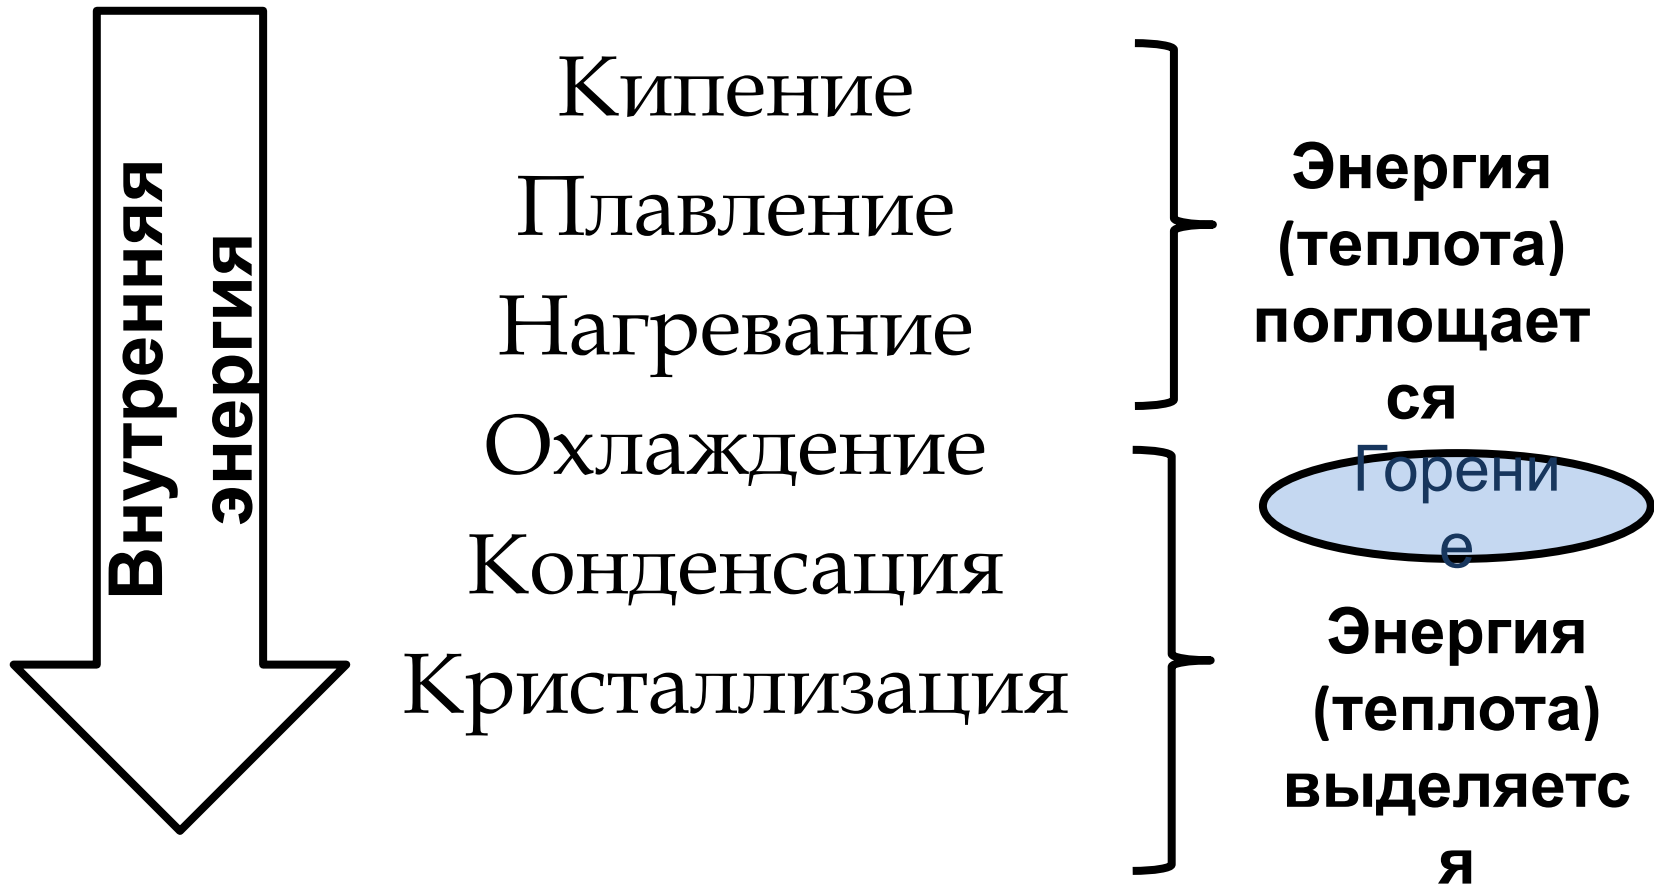 Внутренняя
энергия
Кипение
Плавление
Нагревание
Охлаждение
Конденсация
Кристаллизация
Энергия
(теплота)
поглощает
ся
Горени
е
Энергия
(теплота)
выделяетс
я